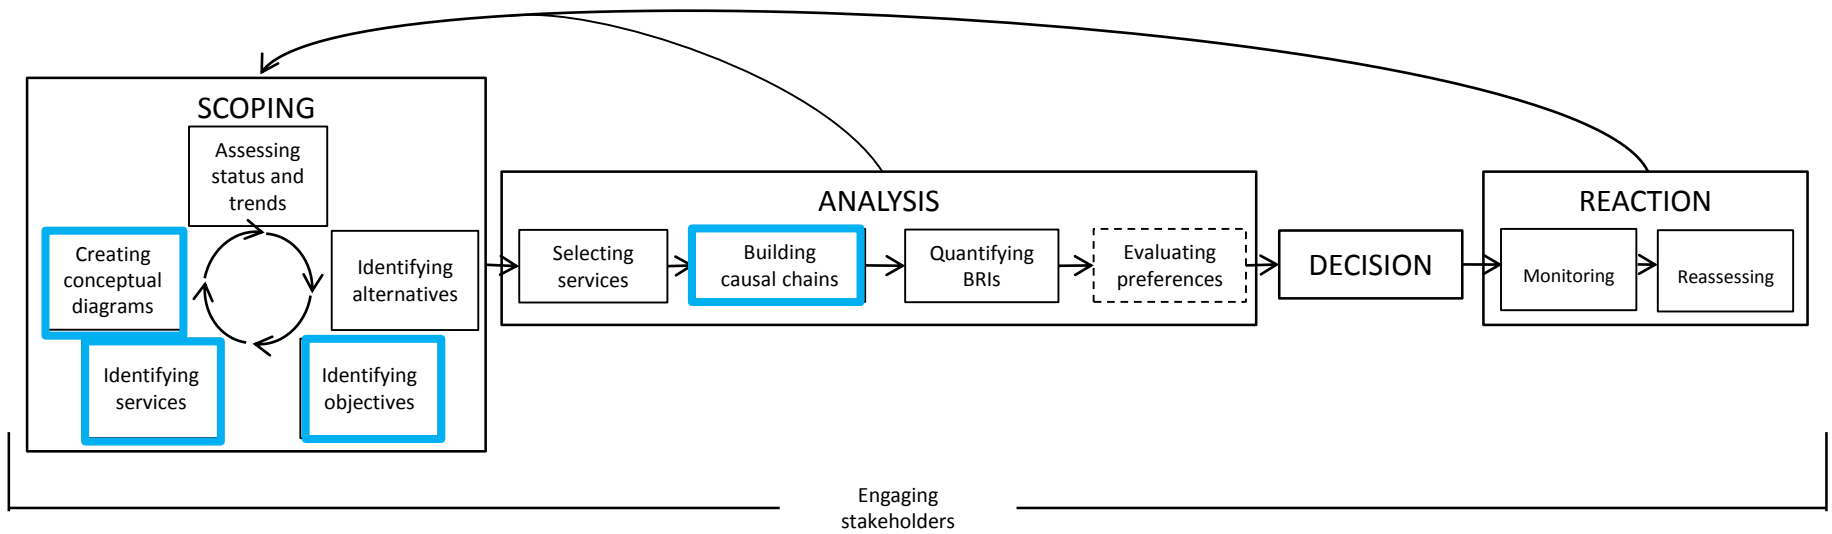 SCOPING
Assessing
status and
trends
Creating
conceptual
diagrams
Identifying
alternatives
Identifying
services
Identifying
objectives
ANALYSIS
Selecting
services
Building
causal chains
Quantifying
BRIs
Evaluating
preferences
DECISION
REACTION
Monitoring
Reassessing
Engaging
stakeholders